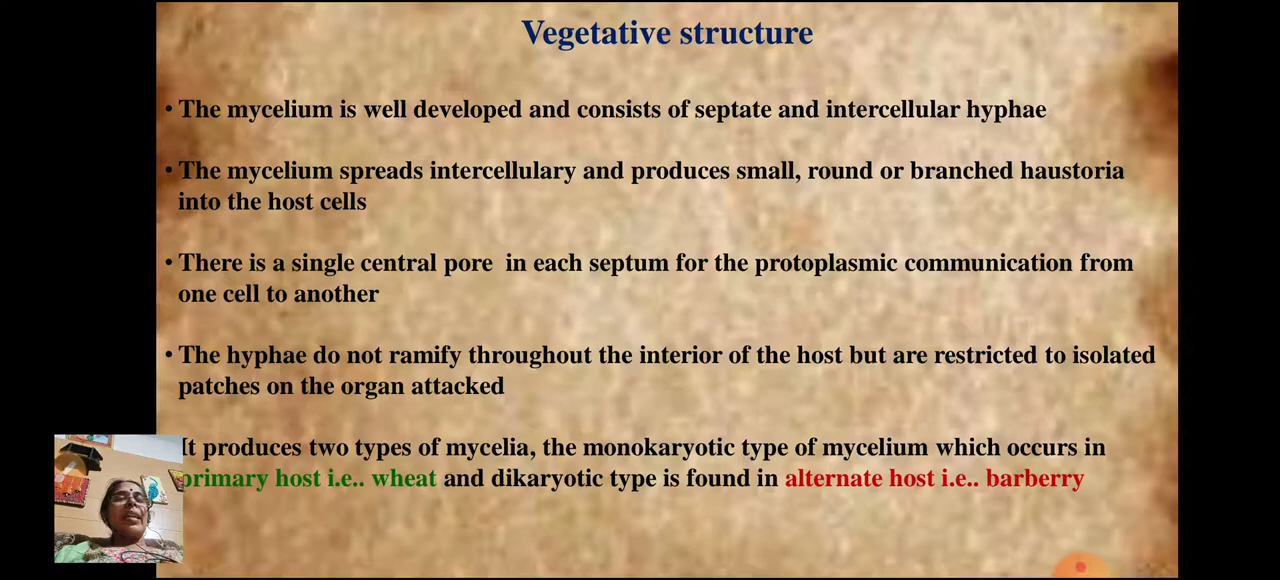 Vegetative structure
• The mycelium is well developed and consists of septate and intercellular hyphae
• The mycelium spreads intercellulary and produces small, round or branched haustoria
into the host cells
• There is a single central pore in each septum for the protoplasmic communication from
one cell to another
• The hyphae do not ramify throughout the interior of the host but are restricted to isolated
patches on the organ attacked
It produces two types of mycelia, the monokaryotic type of mycelium which occurs in
primary host i.e.. wheat and dikaryotic type is found in alternate host i.e.. barberry